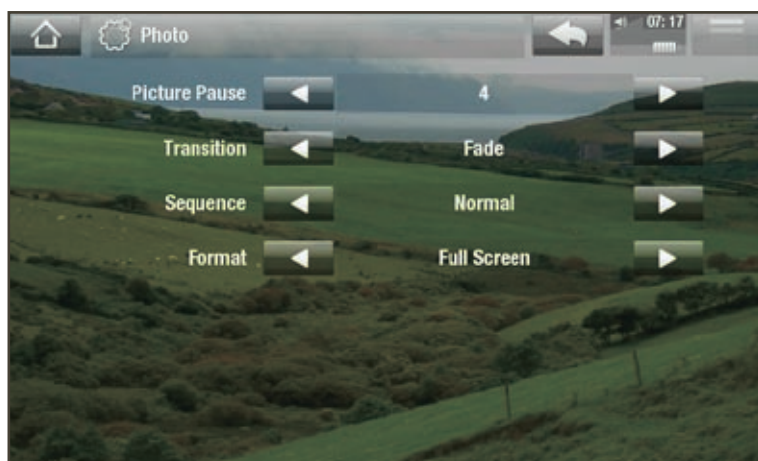 Photo
07:17
Picture Pause 4
Transition Fade
Sequence Normal
Format Full Screen